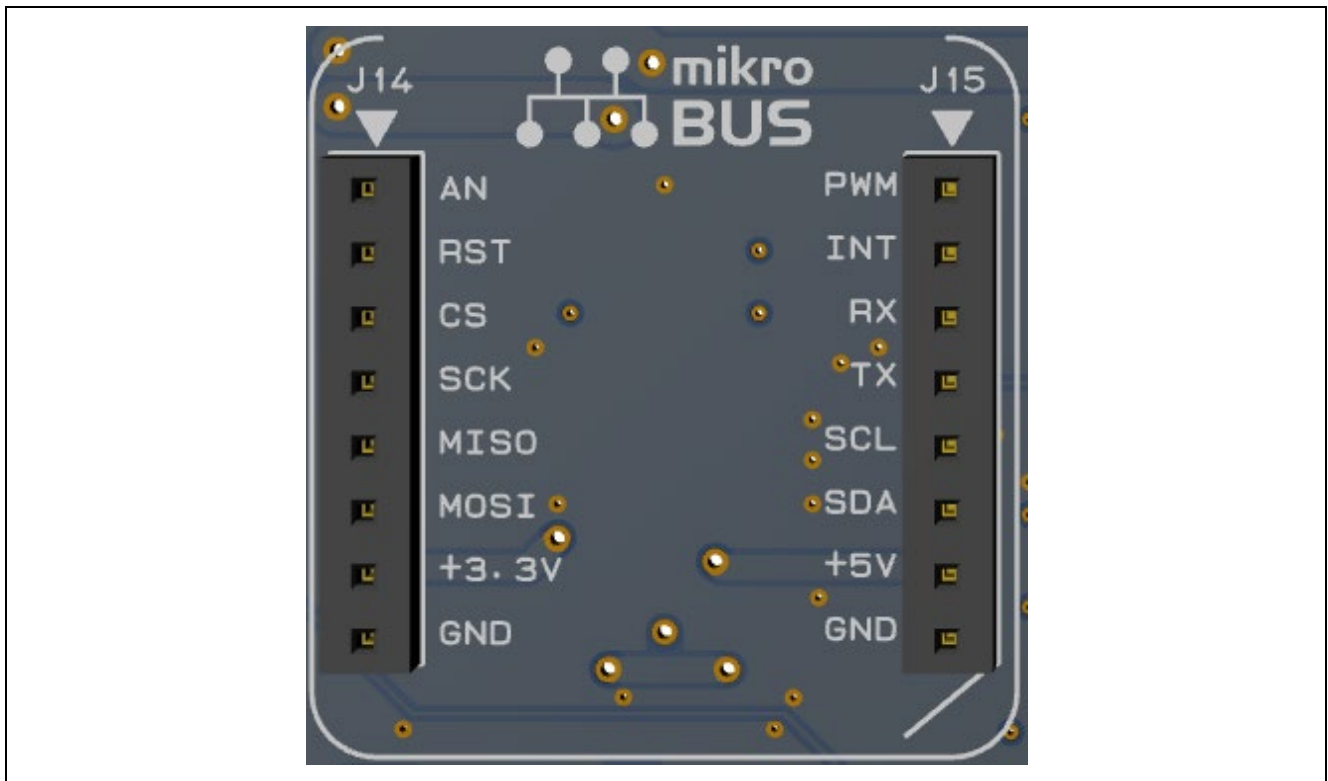 mikro
BUS
J14
J15
AN
PWM
RST
INT
CS
RX
SCK
TX
MISO
SCL
MOSI
SDA
+3.3V
+5V
GND
GND